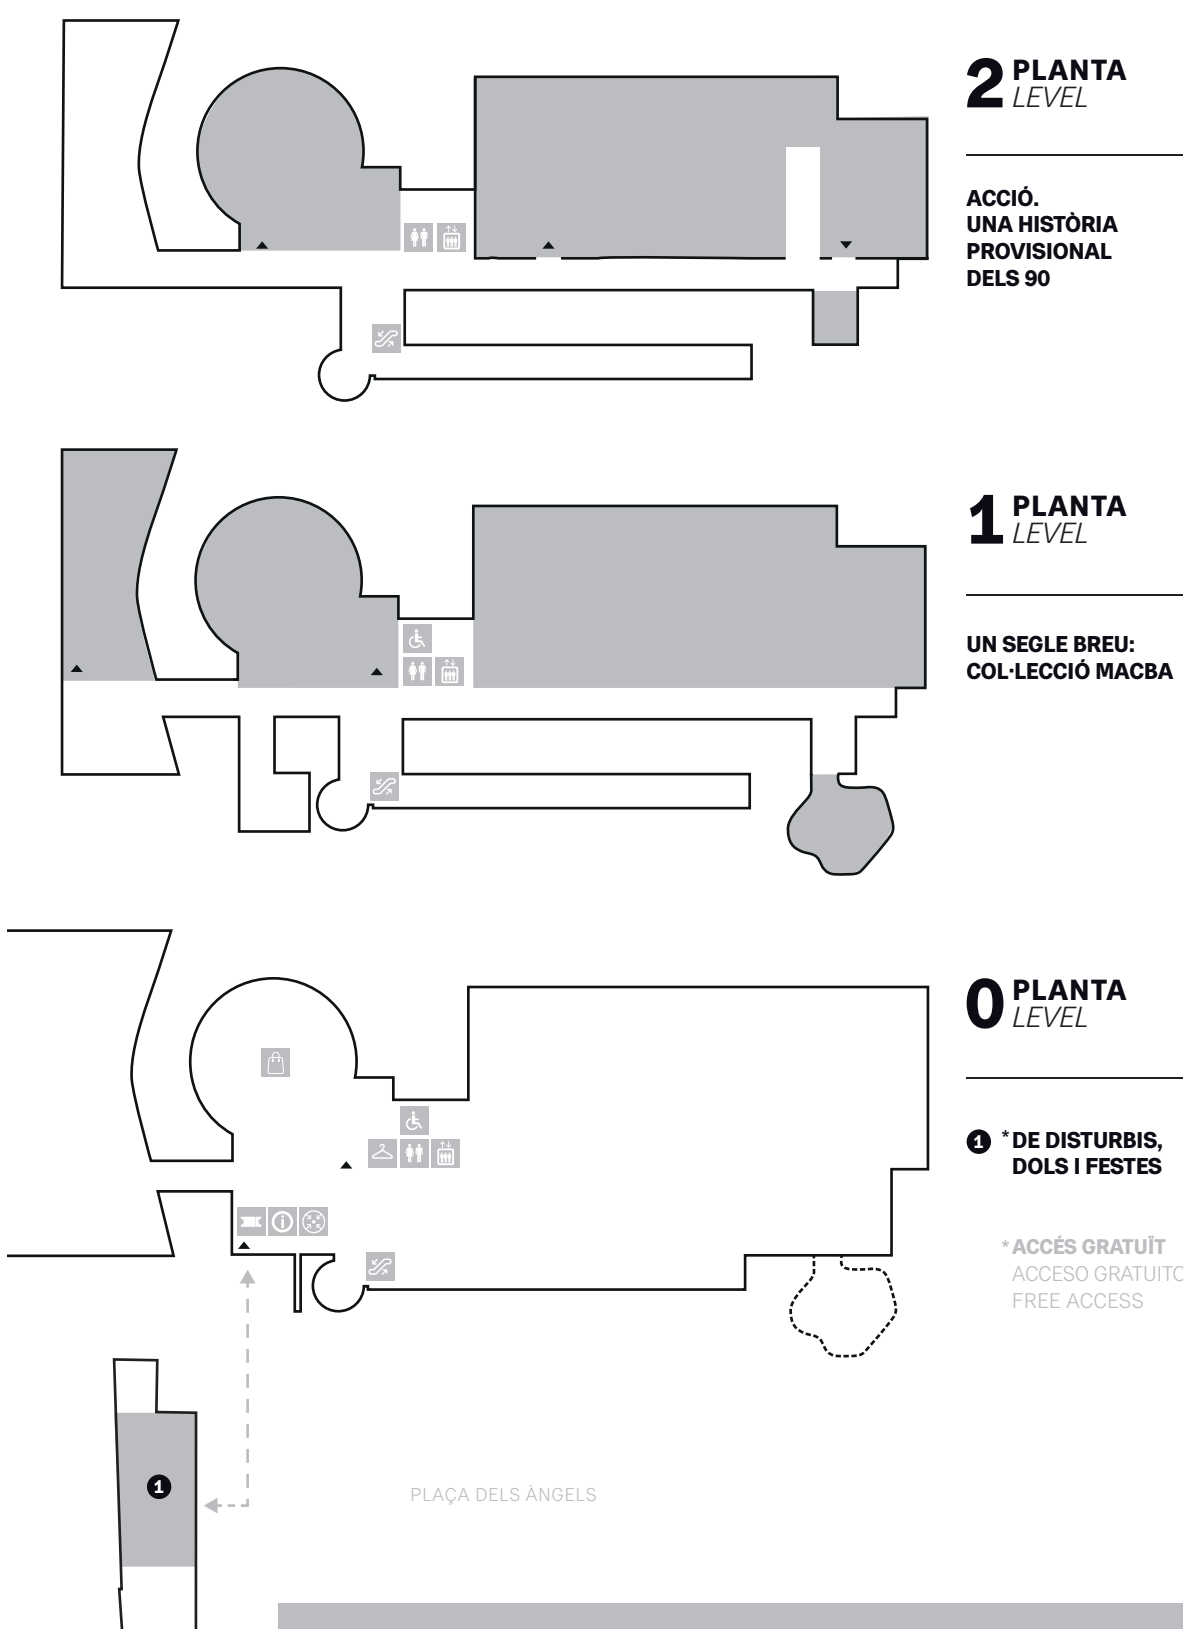 2 PLANTA
LEVEL
ACCIÓ.
UNA HISTÒRIA
PROVISIONAL
DELS 90
1 PLANTA
LEVEL
UN SEGLE BREU:
COL·LECCIÓ MACBA
0 PLANTA
LEVEL
1 *DE DISTURBIS,
DOLS I FESTES
*ACCÉS GRATUÏT
ACCESO GRATUITO
FREE ACCESS
1
PLAÇA DELS ÀNGELS